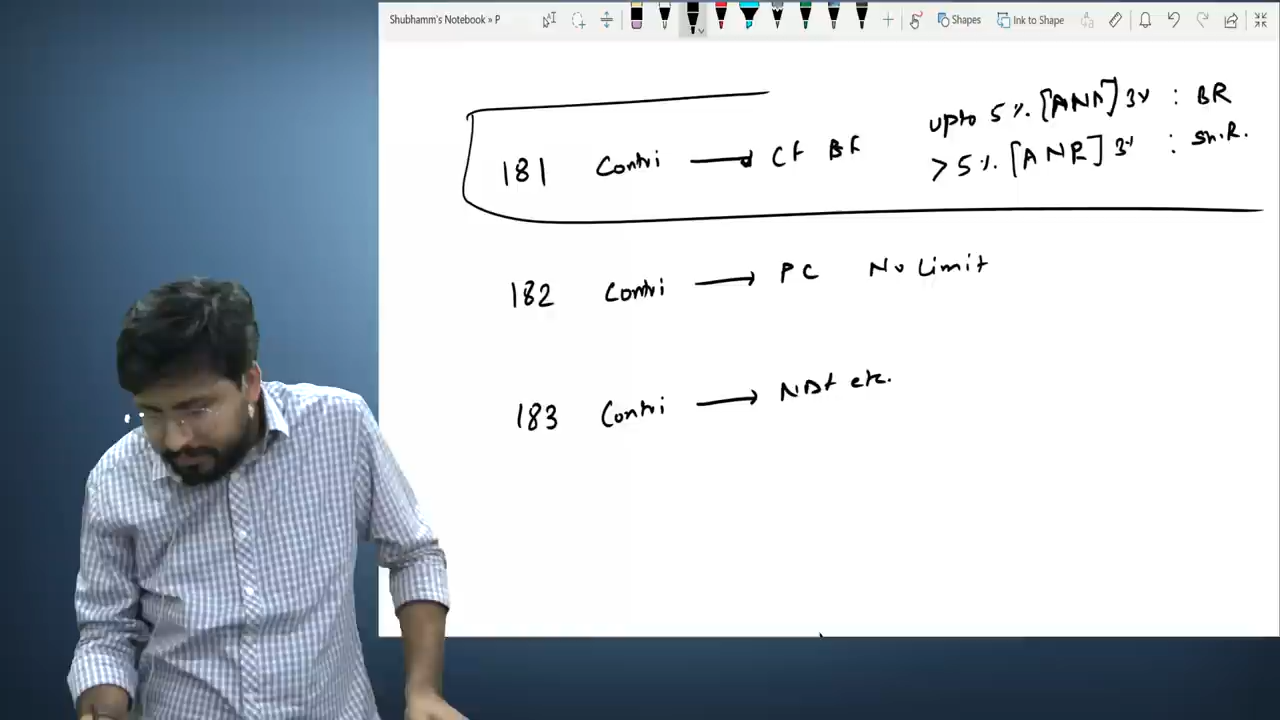 Shubhamm's Notebook » P
Shapes
Ink to Shape
upto 5%. [ANP] 3Y : BR
181 Contri → Cf Bf
> 5%. [ANP] 3Y : Sh.R.
182 Contri → PC No Limit
183 Contri → NDf etc.